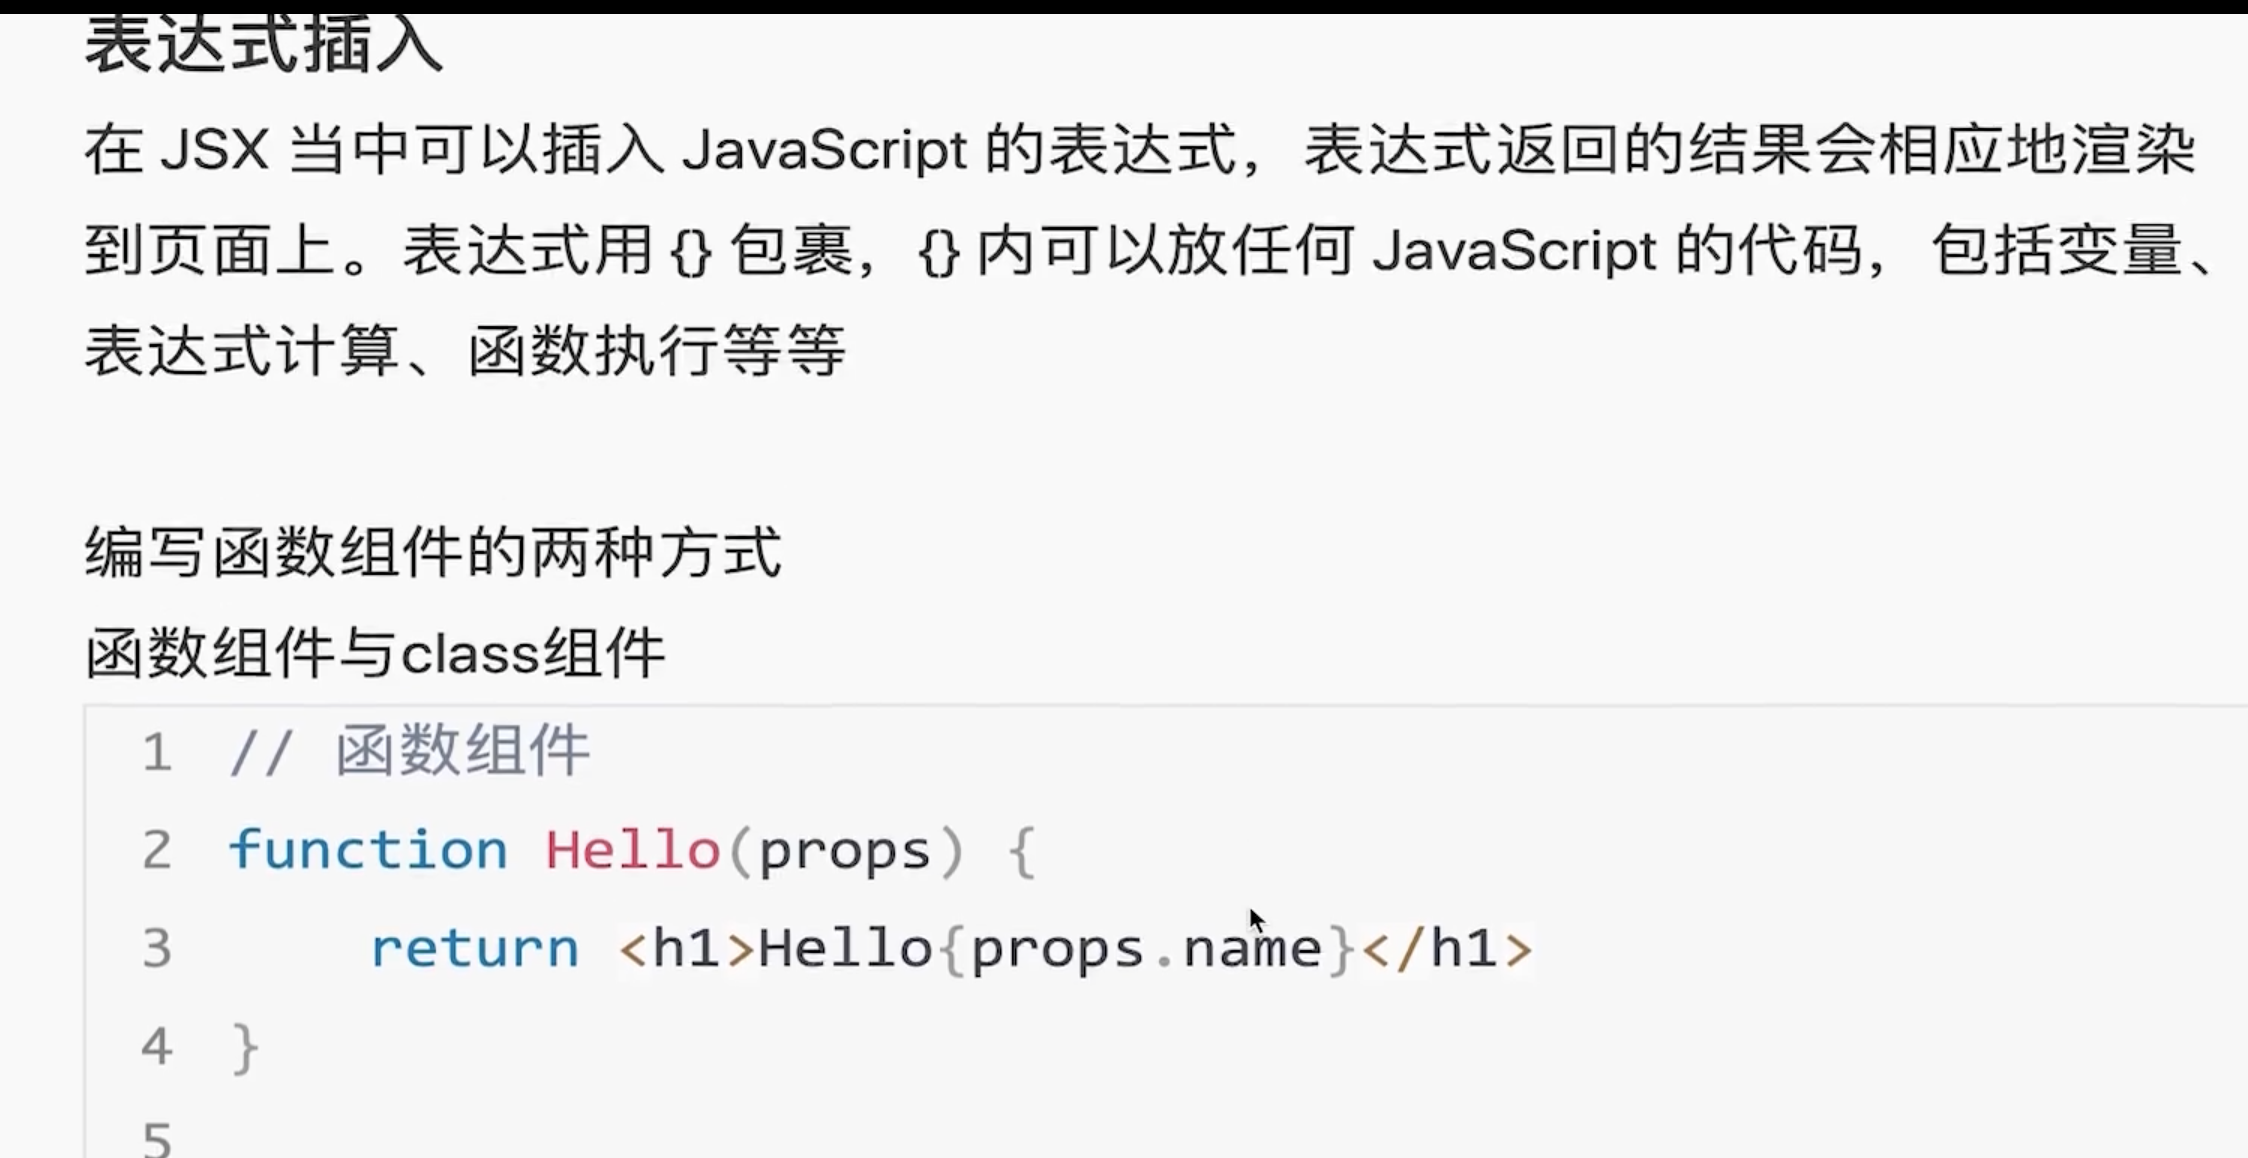 表达式插入
在 JSX 当中可以插入 JavaScript 的表达式，表达式返回的结果会相应地渲染
到页面上。表达式用 {} 包裹，{} 内可以放任何 JavaScript 的代码，包括变量、
表达式计算、函数执行等等
编写函数组件的两种方式
函数组件与class组件
1 // 函数组件
2 function Hello(props) {
3     return <h1>Hello{props.name}</h1>
4 }
5